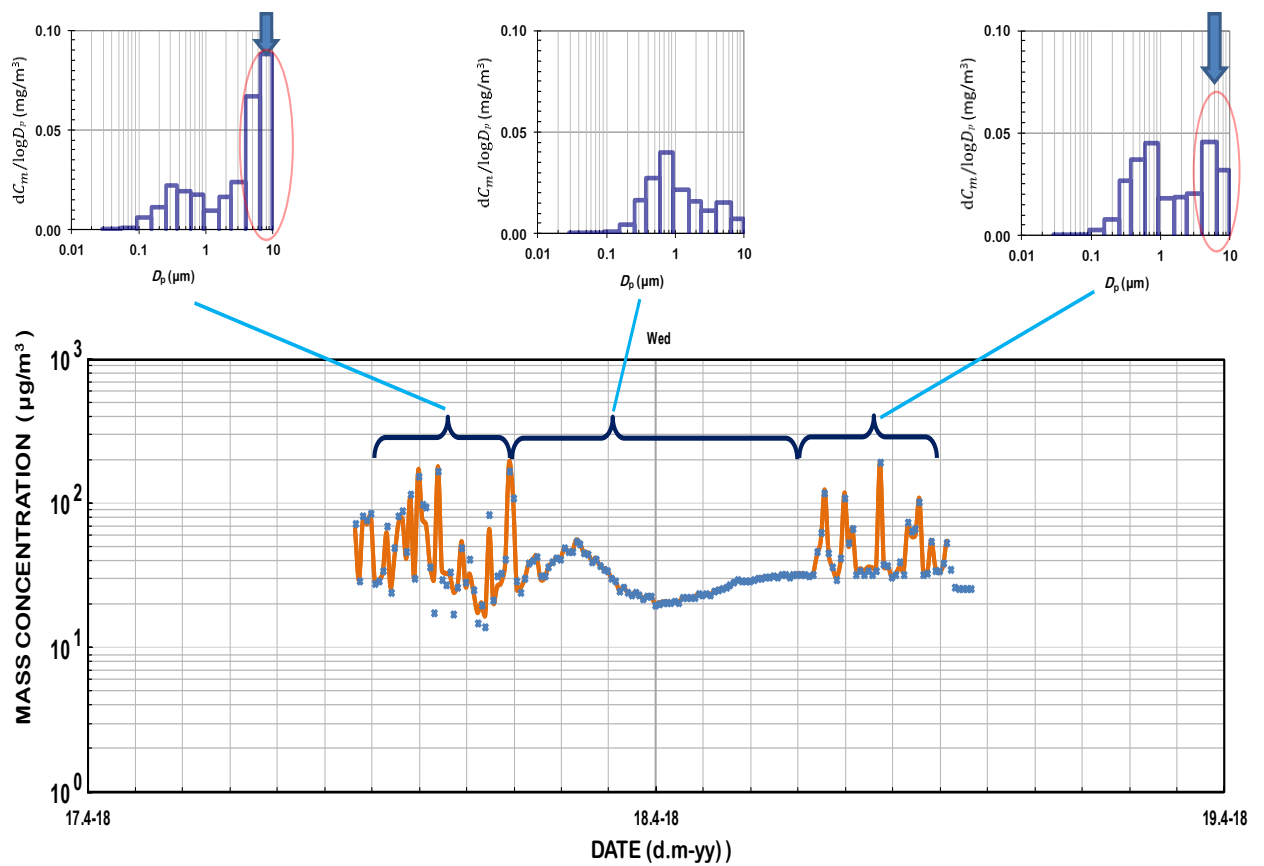 0.10
0.05
0.00
dCₘ/logDₚ (mg/m³)
0.01 0.1 1 10
Dₚ (µm)
0.10
0.05
0.00
dCₘ/logDₚ (mg/m³)
0.01 0.1 1 10
Dₚ (µm)
0.10
0.05
0.00
dCₘ/logDₚ (mg/m³)
0.01 0.1 1 10
Dₚ (µm)
Wed
MASS CONCENTRATION ( µg/m³ )
10³
10²
10¹
10⁰
17.4-18 18.4-18 19.4-18
DATE (d.m-yy) )